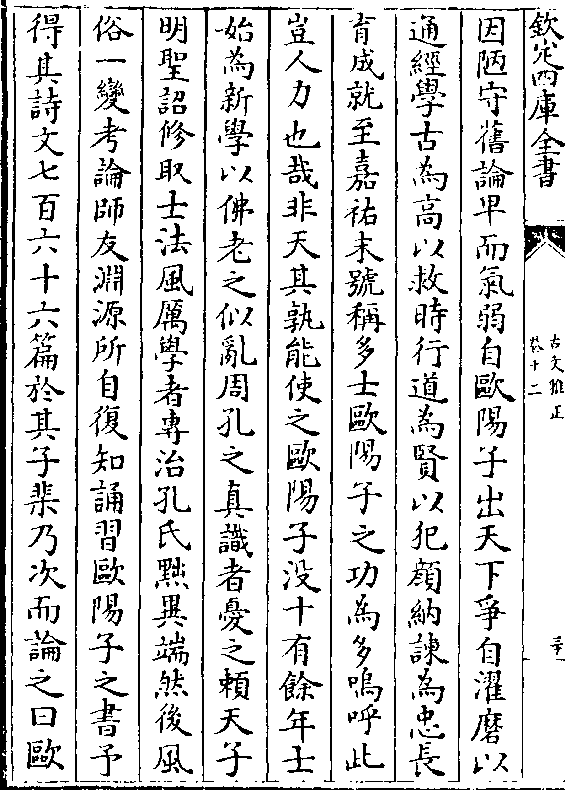 欽定四庫全書
古文雅正
卷十二
因陋守舊論卑而氣弱自歐陽子出天下爭自濯磨以
通經學古為高以救時行道為賢以犯顔納諫為忠長
育成就至嘉祐末號稱多士歐陽子之功為多嗚呼此
豈人力也哉非天其孰能使之歐陽子没十有餘年士
始為新學以佛老之似亂周孔之真識者憂之頼天子
明聖詔修取士法風厲學者專治孔氏黜異端然後風
俗一變考論師友淵源所自復知誦習歐陽子之書予
得其詩文七百六十六篇於其子棐乃次而論之曰歐